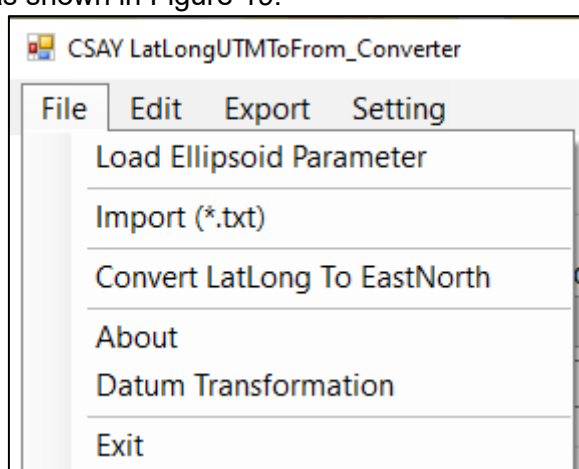 as shown in Figure 19.
CSAY LatLongUTMToFrom_Converter
File Edit Export Setting
Load Ellipsoid Parameter
Import (*.txt)
Convert LatLong To EastNorth
About
Datum Transformation
Exit